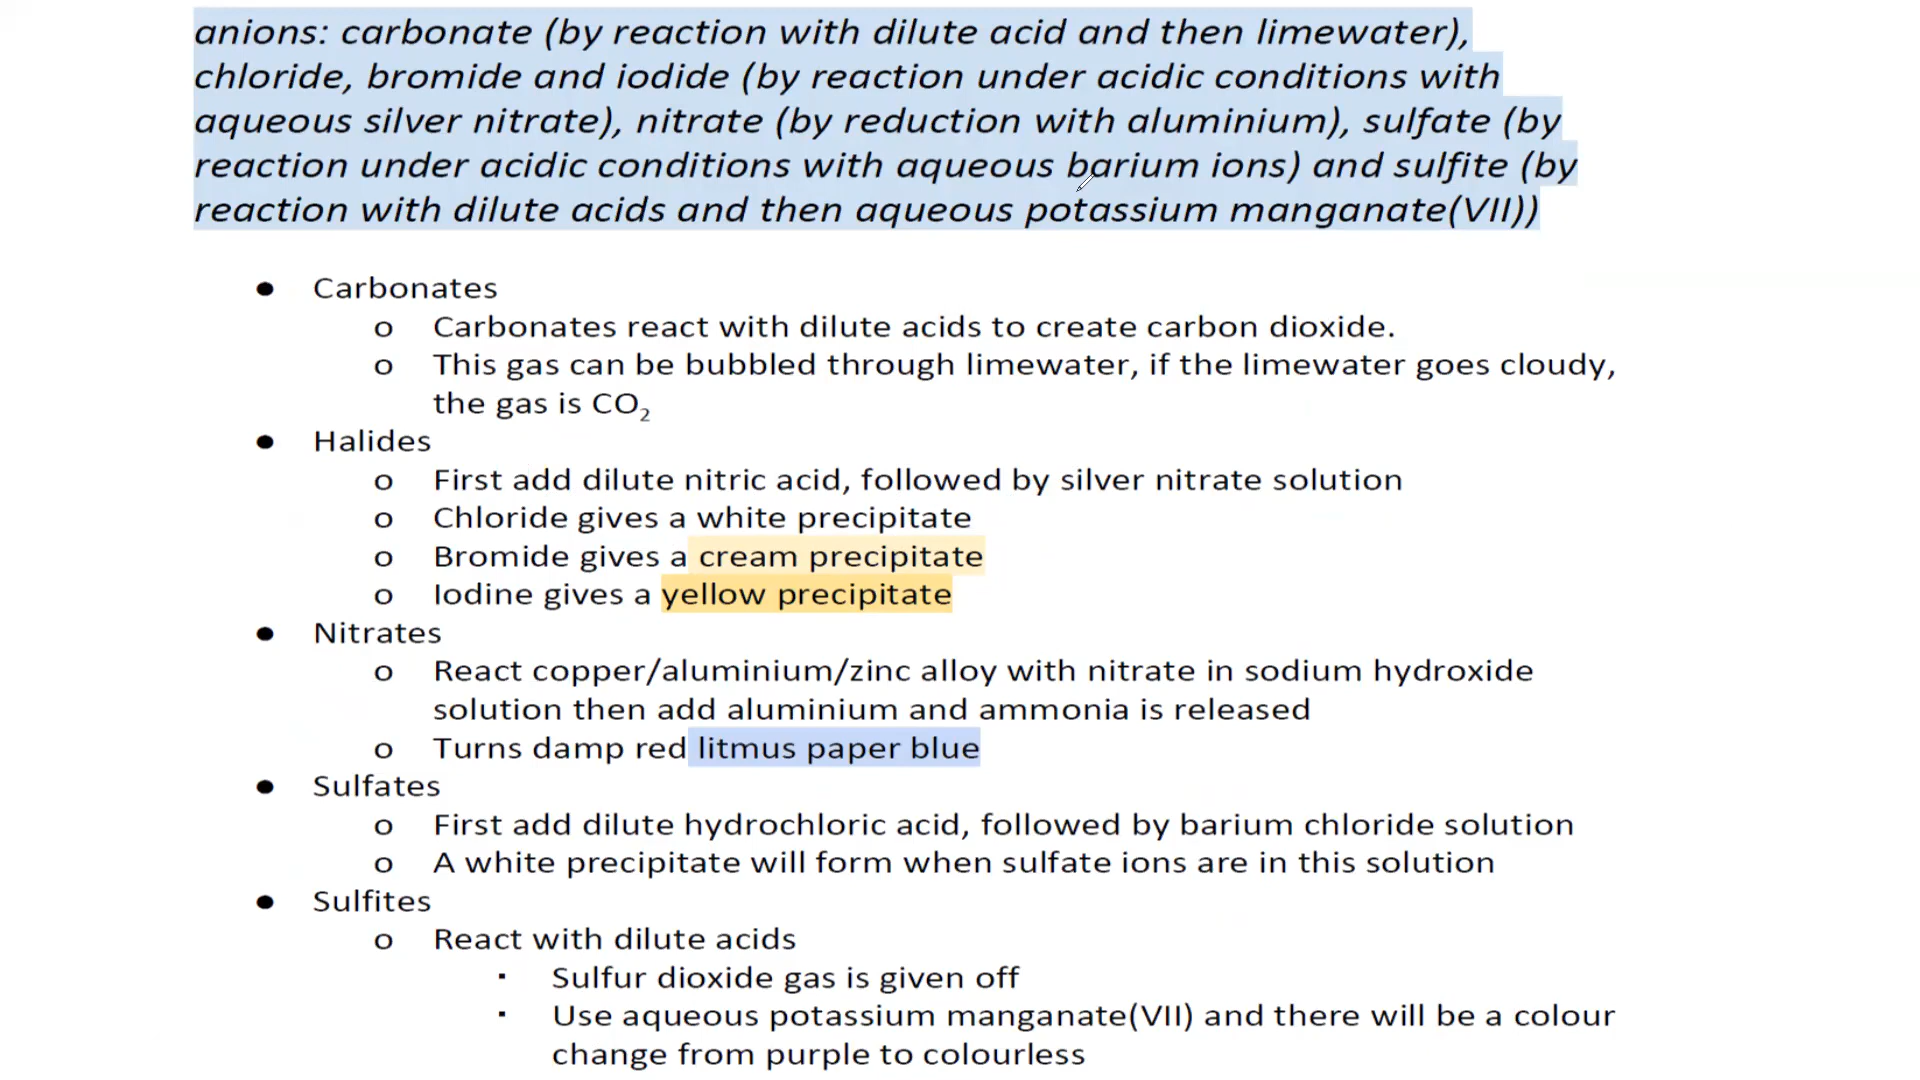 anions: carbonate (by reaction with dilute acid and then limewater),
chloride, bromide and iodide (by reaction under acidic conditions with
aqueous silver nitrate), nitrate (by reduction with aluminium), sulfate (by
reaction under acidic conditions with aqueous barium ions) and sulfite (by
reaction with dilute acids and then aqueous potassium manganate(VII))
● Carbonates
o Carbonates react with dilute acids to create carbon dioxide.
o This gas can be bubbled through limewater, if the limewater goes cloudy,
the gas is CO₂
● Halides
o First add dilute nitric acid, followed by silver nitrate solution
o Chloride gives a white precipitate
o Bromide gives a cream precipitate
o Iodine gives a yellow precipitate
● Nitrates
o React copper/aluminium/zinc alloy with nitrate in sodium hydroxide
solution then add aluminium and ammonia is released
o Turns damp red litmus paper blue
● Sulfates
o First add dilute hydrochloric acid, followed by barium chloride solution
o A white precipitate will form when sulfate ions are in this solution
● Sulfites
o React with dilute acids
▪ Sulfur dioxide gas is given off
▪ Use aqueous potassium manganate(VII) and there will be a colour
change from purple to colourless